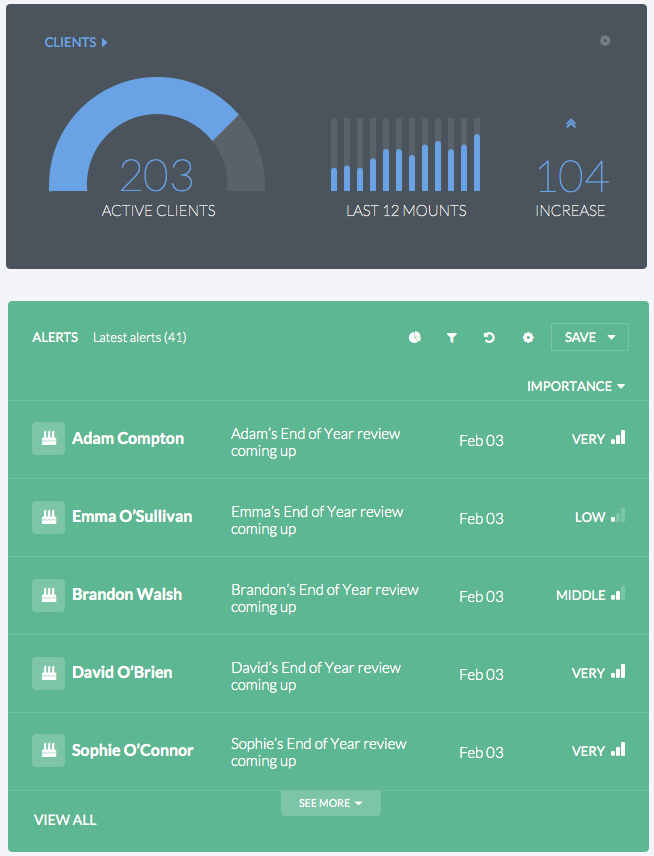 CLIENTS
203
ACTIVE CLIENTS
LAST 12 MOUNTS
104
INCREASE
ALERTS Latest alerts (41) SAVE
IMPORTANCE
Adam Compton
Adam’s End of Year review
coming up
Feb 03
VERY
Emma O’Sullivan
Emma’s End of Year review
coming up
Feb 03
LOW
Brandon Walsh
Brandon’s End of Year review
coming up
Feb 03
MIDDLE
David O’Brien
David’s End of Year review
coming up
Feb 03
VERY
Sophie O’Connor
Sophie’s End of Year review
coming up
Feb 03
VERY
SEE MORE
VIEW ALL